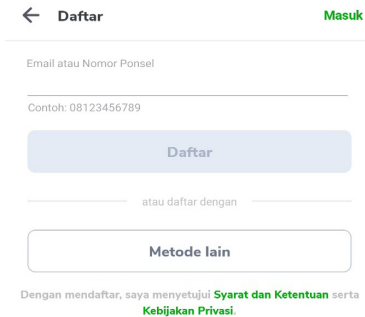 Daftar Masuk
Email atau Nomor Ponsel
Contoh: 08123456789
Daftar
atau daftar dengan
Metode lain
Dengan mendaftar, saya menyetujui Syarat dan Ketentuan serta
Kebijakan Privasi.